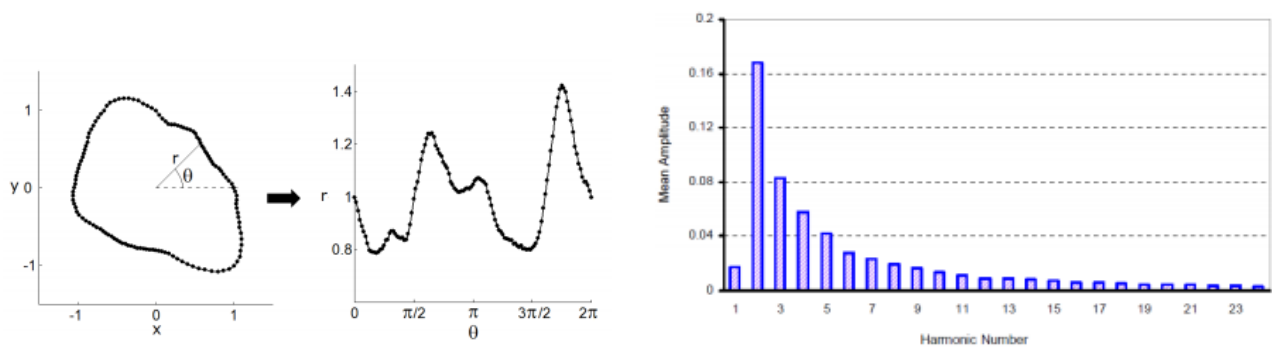 1
y 0
-1
-1 0 1
x
r
θ
1.4
1.2
r 1
0.8
0 π/2 π 3π/2 2π
θ
0.2
0.16
0.12
0.08
0.04
0
Mean Amplitude
1 3 5 7 9 11 13 15 17 19 21 23
Harmonic Number